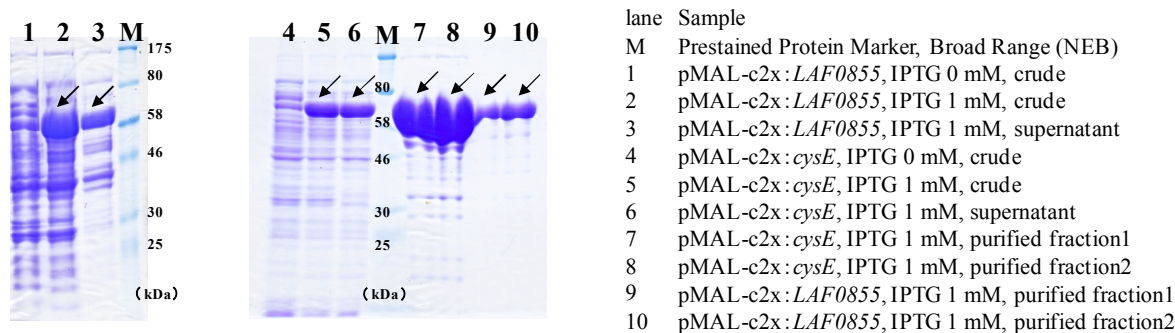 1 2 3 M
175
80
58
46
30
25
(kDa)
4 5 6 M 7 8 9 10
80
58
46
30
25
(kDa)
lane Sample
M Prestained Protein Marker, Broad Range (NEB)
1 pMAL-c2x:LAF0855, IPTG 0 mM, crude
2 pMAL-c2x:LAF0855, IPTG 1 mM, crude
3 pMAL-c2x:LAF0855, IPTG 1 mM, supernatant
4 pMAL-c2x:cysE, IPTG 0 mM, crude
5 pMAL-c2x:cysE, IPTG 1 mM, crude
6 pMAL-c2x:cysE, IPTG 1 mM, supernatant
7 pMAL-c2x:cysE, IPTG 1 mM, purified fraction1
8 pMAL-c2x:cysE, IPTG 1 mM, purified fraction2
9 pMAL-c2x:LAF0855, IPTG 1 mM, purified fraction1
10 pMAL-c2x:LAF0855, IPTG 1 mM, purified fraction2